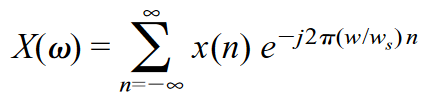 X(ω) = ∑_{n=-∞}^{∞} x(n) e^{-j2π(w/w_s)n}